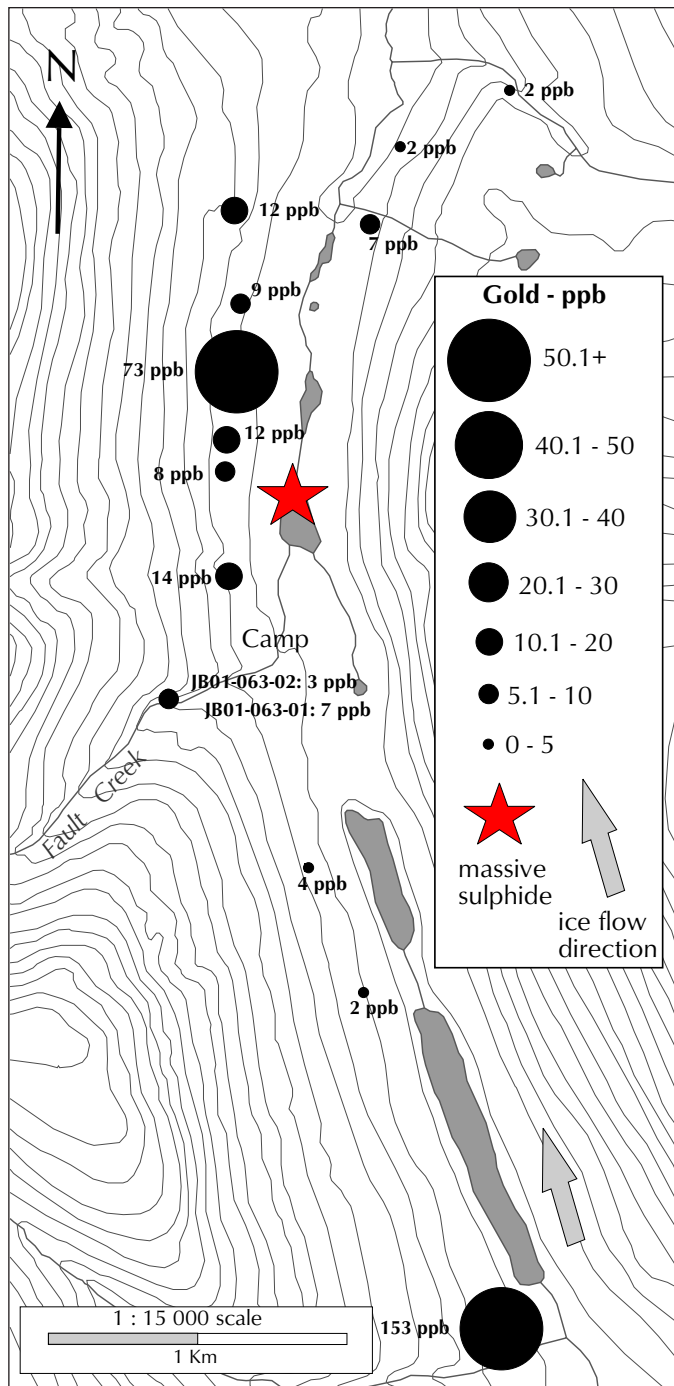 N
2 ppb
2 ppb
12 ppb
7 ppb
9 ppb
73 ppb
12 ppb
8 ppb
14 ppb
Camp
JB01-063-02: 3 ppb
JB01-063-01: 7 ppb
Fault Creek
4 ppb
2 ppb
153 ppb
Gold - ppb
50.1+
40.1 - 50
30.1 - 40
20.1 - 30
10.1 - 20
5.1 - 10
0 - 5
massive
sulphide
ice flow
direction
1 : 15 000 scale
1 Km